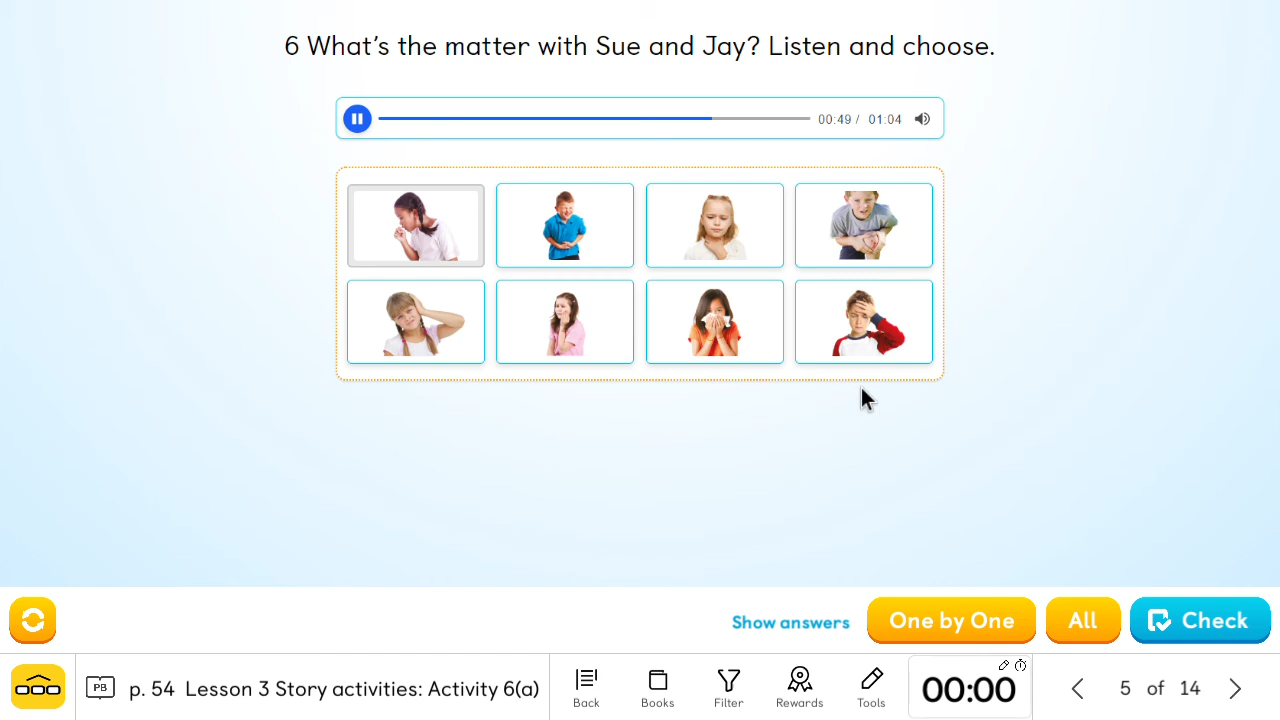 6 What's the matter with Sue and Jay? Listen and choose.
00:49 / 01:04
Show answers
One by One
All
Check
PB
p. 54 Lesson 3 Story activities: Activity 6(a)
Back
Books
Filter
Rewards
Tools
00:00
5 of 14